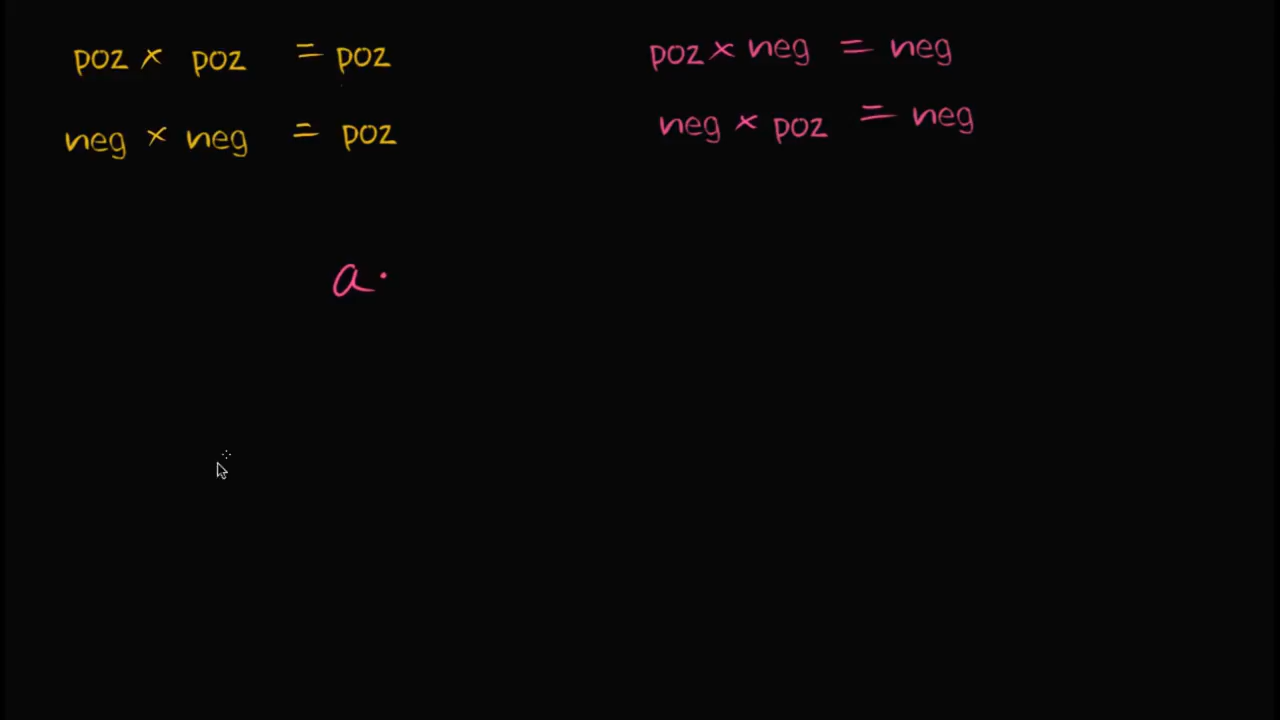 poz × poz = poz
neg × neg = poz
poz × neg = neg
neg × poz = neg
a·